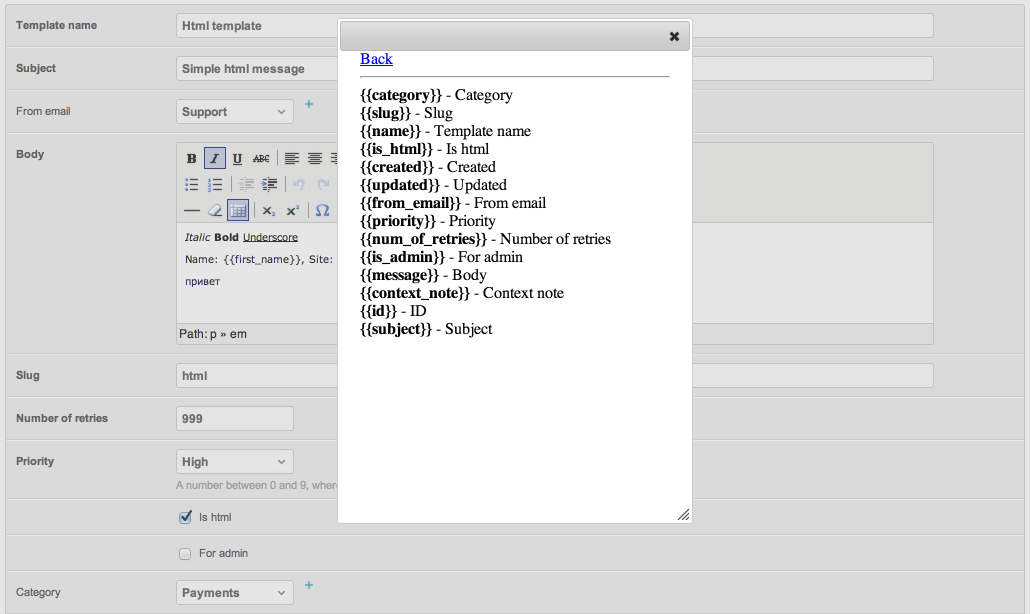 Template name
Html template
Subject
Simple html message
From email
Support
Body
B I U ABC
X₂ X² Ω
Italic Bold Underscore
Name: {{first_name}}, Site:
привет
Path: p » em
Slug
html
Number of retries
999
Priority
High
A number between 0 and 9, where
Is html
For admin
Category
Payments
Back
{{category}} - Category
{{slug}} - Slug
{{name}} - Template name
{{is_html}} - Is html
{{created}} - Created
{{updated}} - Updated
{{from_email}} - From email
{{priority}} - Priority
{{num_of_retries}} - Number of retries
{{is_admin}} - For admin
{{message}} - Body
{{context_note}} - Context note
{{id}} - ID
{{subject}} - Subject